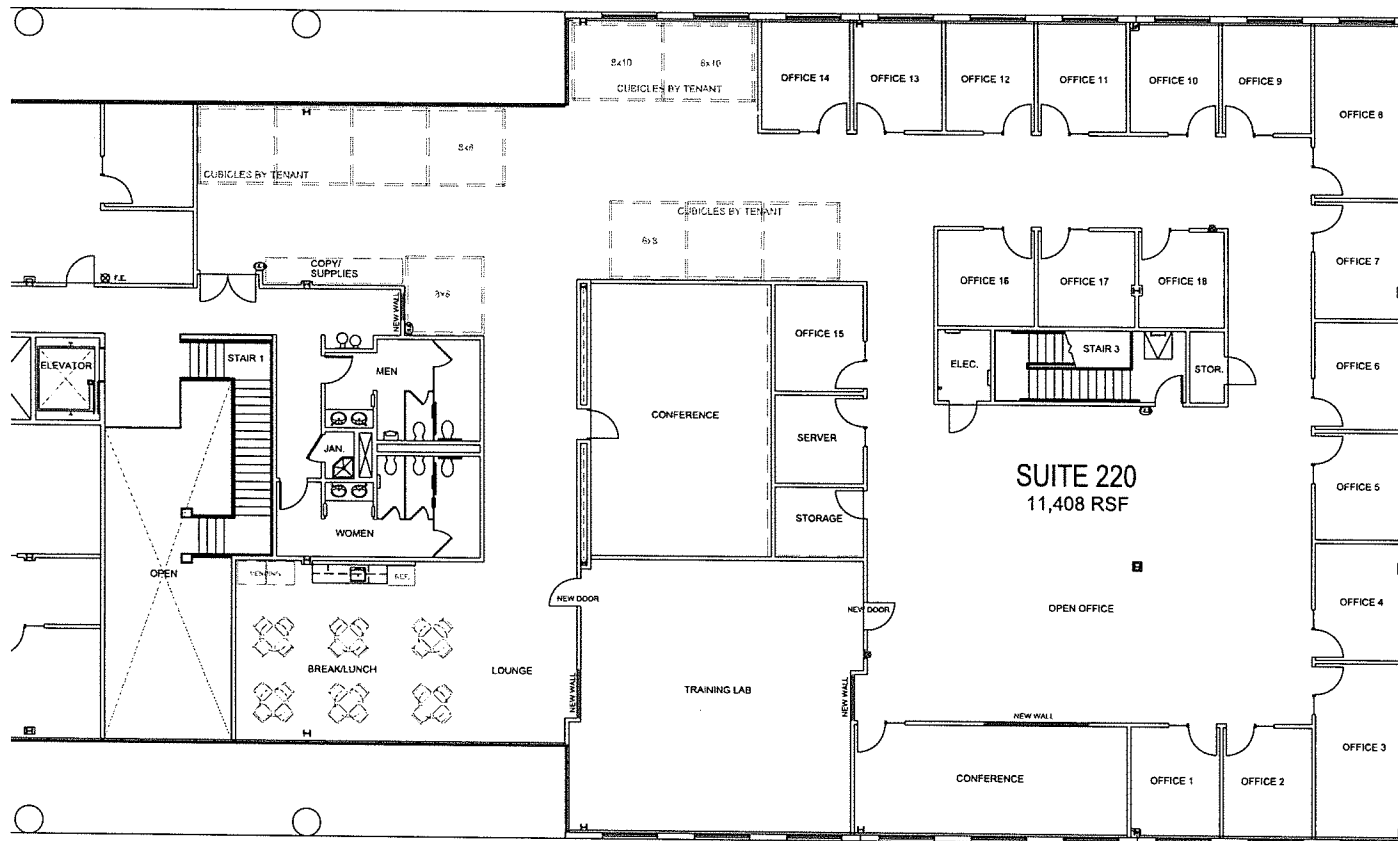 8x10
8x10
CUBICLES BY TENANT
OFFICE 14
OFFICE 13
OFFICE 12
OFFICE 11
OFFICE 10
OFFICE 9
OFFICE 8
CUBICLES BY TENANT
CUBICLES BY TENANT
COPY/
SUPPLIES
F.E.
NEW WALL
OFFICE 16
OFFICE 17
OFFICE 18
OFFICE 7
ELEVATOR
STAIR 1
MEN
OFFICE 15
ELEC.
STAIR 3
STOR.
OFFICE 6
CONFERENCE
JAN.
SERVER
SUITE 220
11,408 RSF
OFFICE 5
STORAGE
WOMEN
OPEN
VENDING
REF.
NEW DOOR
NEW DOOR
OPEN OFFICE
OFFICE 4
BREAK/LUNCH
LOUNGE
TRAINING LAB
NEW WALL
NEW WALL
NEW WALL
OFFICE 3
CONFERENCE
OFFICE 1
OFFICE 2